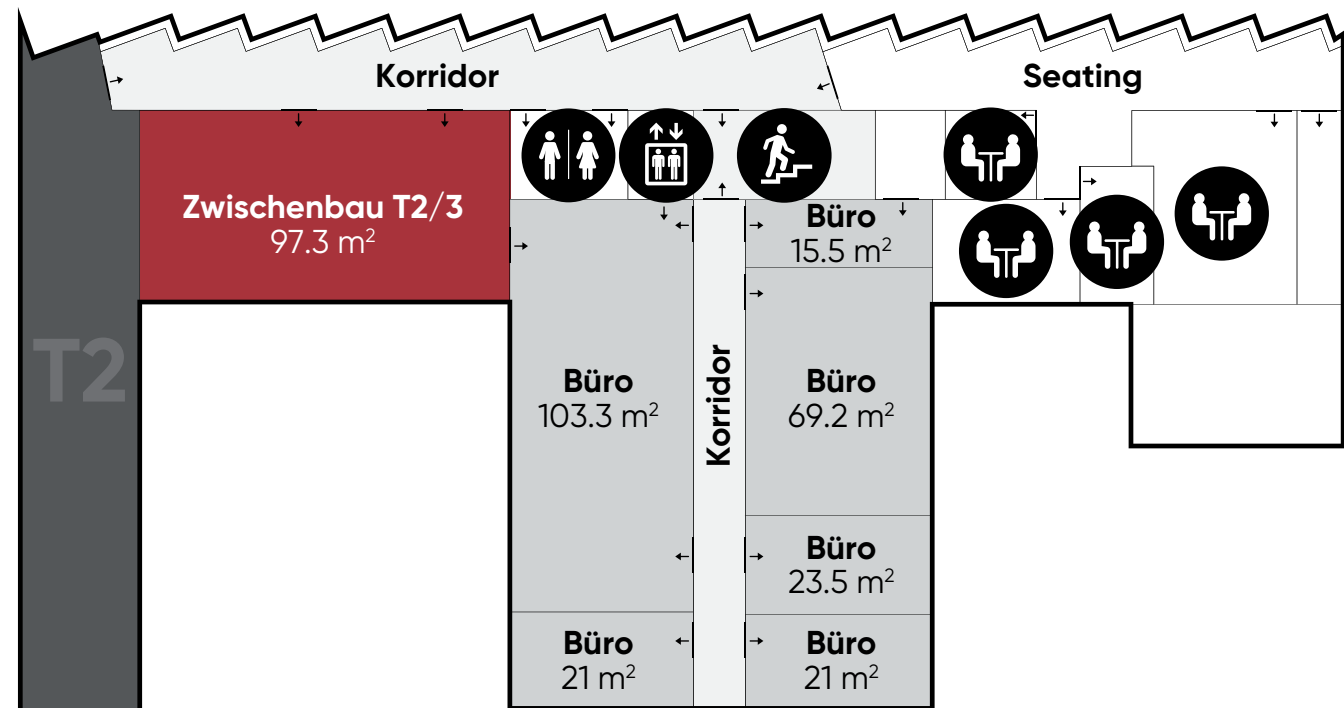 Korridor
Seating
Zwischenbau T2/3
97.3 m²
Büro
15.5 m²
T2
Büro
103.3 m²
Korridor
Büro
69.2 m²
Büro
23.5 m²
Büro
21 m²
Büro
21 m²